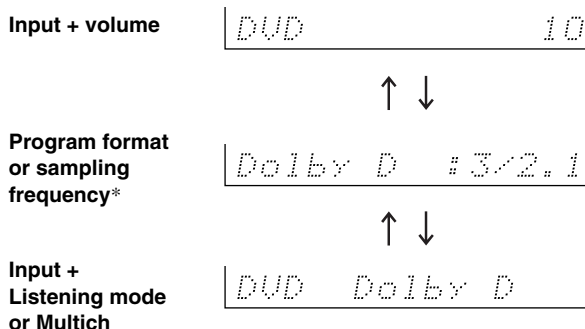 Input + volume
DVD 10
↑ ↓
Program format
or sampling
frequency*
Dolby D :3/2.1
↑ ↓
Input +
Listening mode
or Multich
DVD Dolby D